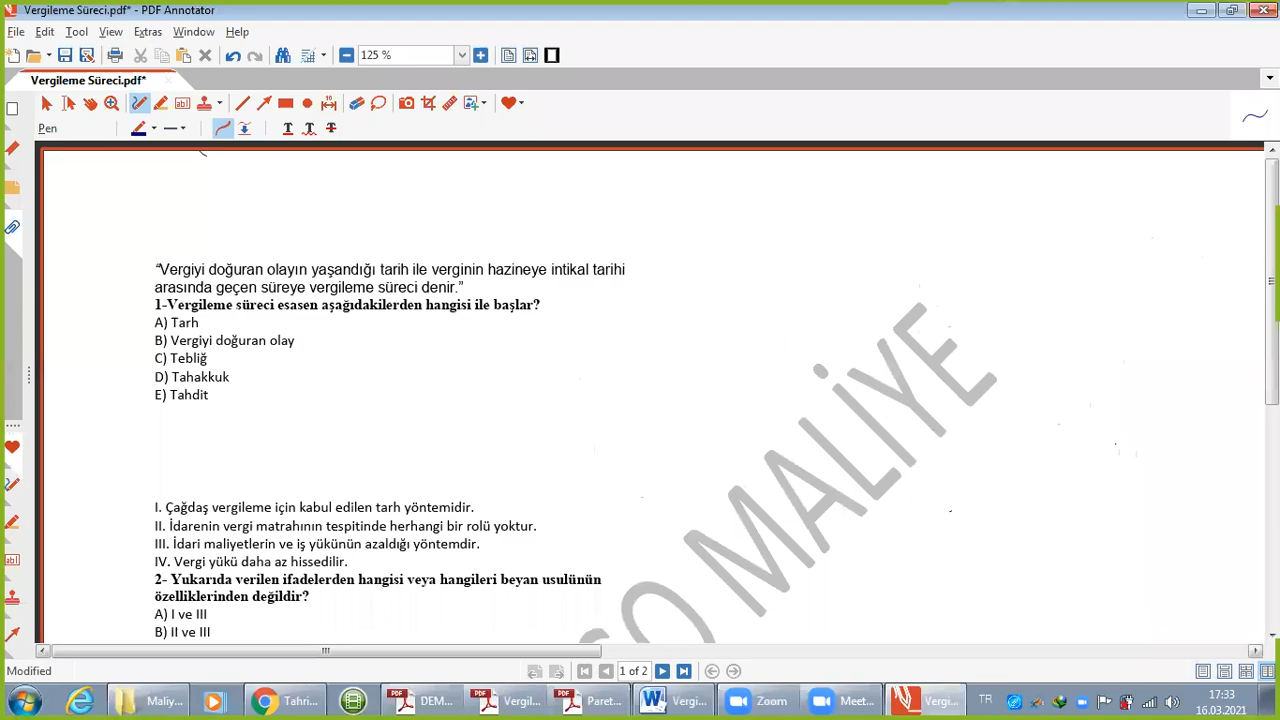 Vergileme Süreci.pdf* - PDF Annotator
File Edit Tool View Extras Window Help
125 %
Vergileme Süreci.pdf*
Pen
“Vergiyi doğuran olayın yaşandığı tarih ile verginin hazineye intikal tarihi
arasında geçen süreye vergileme süreci denir.”
1-Vergileme süreci esasen aşağıdakilerden hangisi ile başlar?
A) Tarh
B) Vergiyi doğuran olay
C) Tebliğ
D) Tahakkuk
E) Tahdit
I. Çağdaş vergileme için kabul edilen tarh yöntemidir.
II. İdarenin vergi matrahının tespitinde herhangi bir rolü yoktur.
III. İdari maliyetlerin ve iş yükünün azaldığı yöntemdir.
IV. Vergi yükü daha az hissedilir.
2- Yukarıda verilen ifadelerden hangisi veya hangileri beyan usulünün
özelliklerinden değildir?
A) I ve III
B) II ve III
SO MALİYE
Modified
1 of 2
Maliy... Tahri... DEM... Vergil... Paret... Vergi... Zoom Meet... Vergi...
TR
17:33
16.03.2021